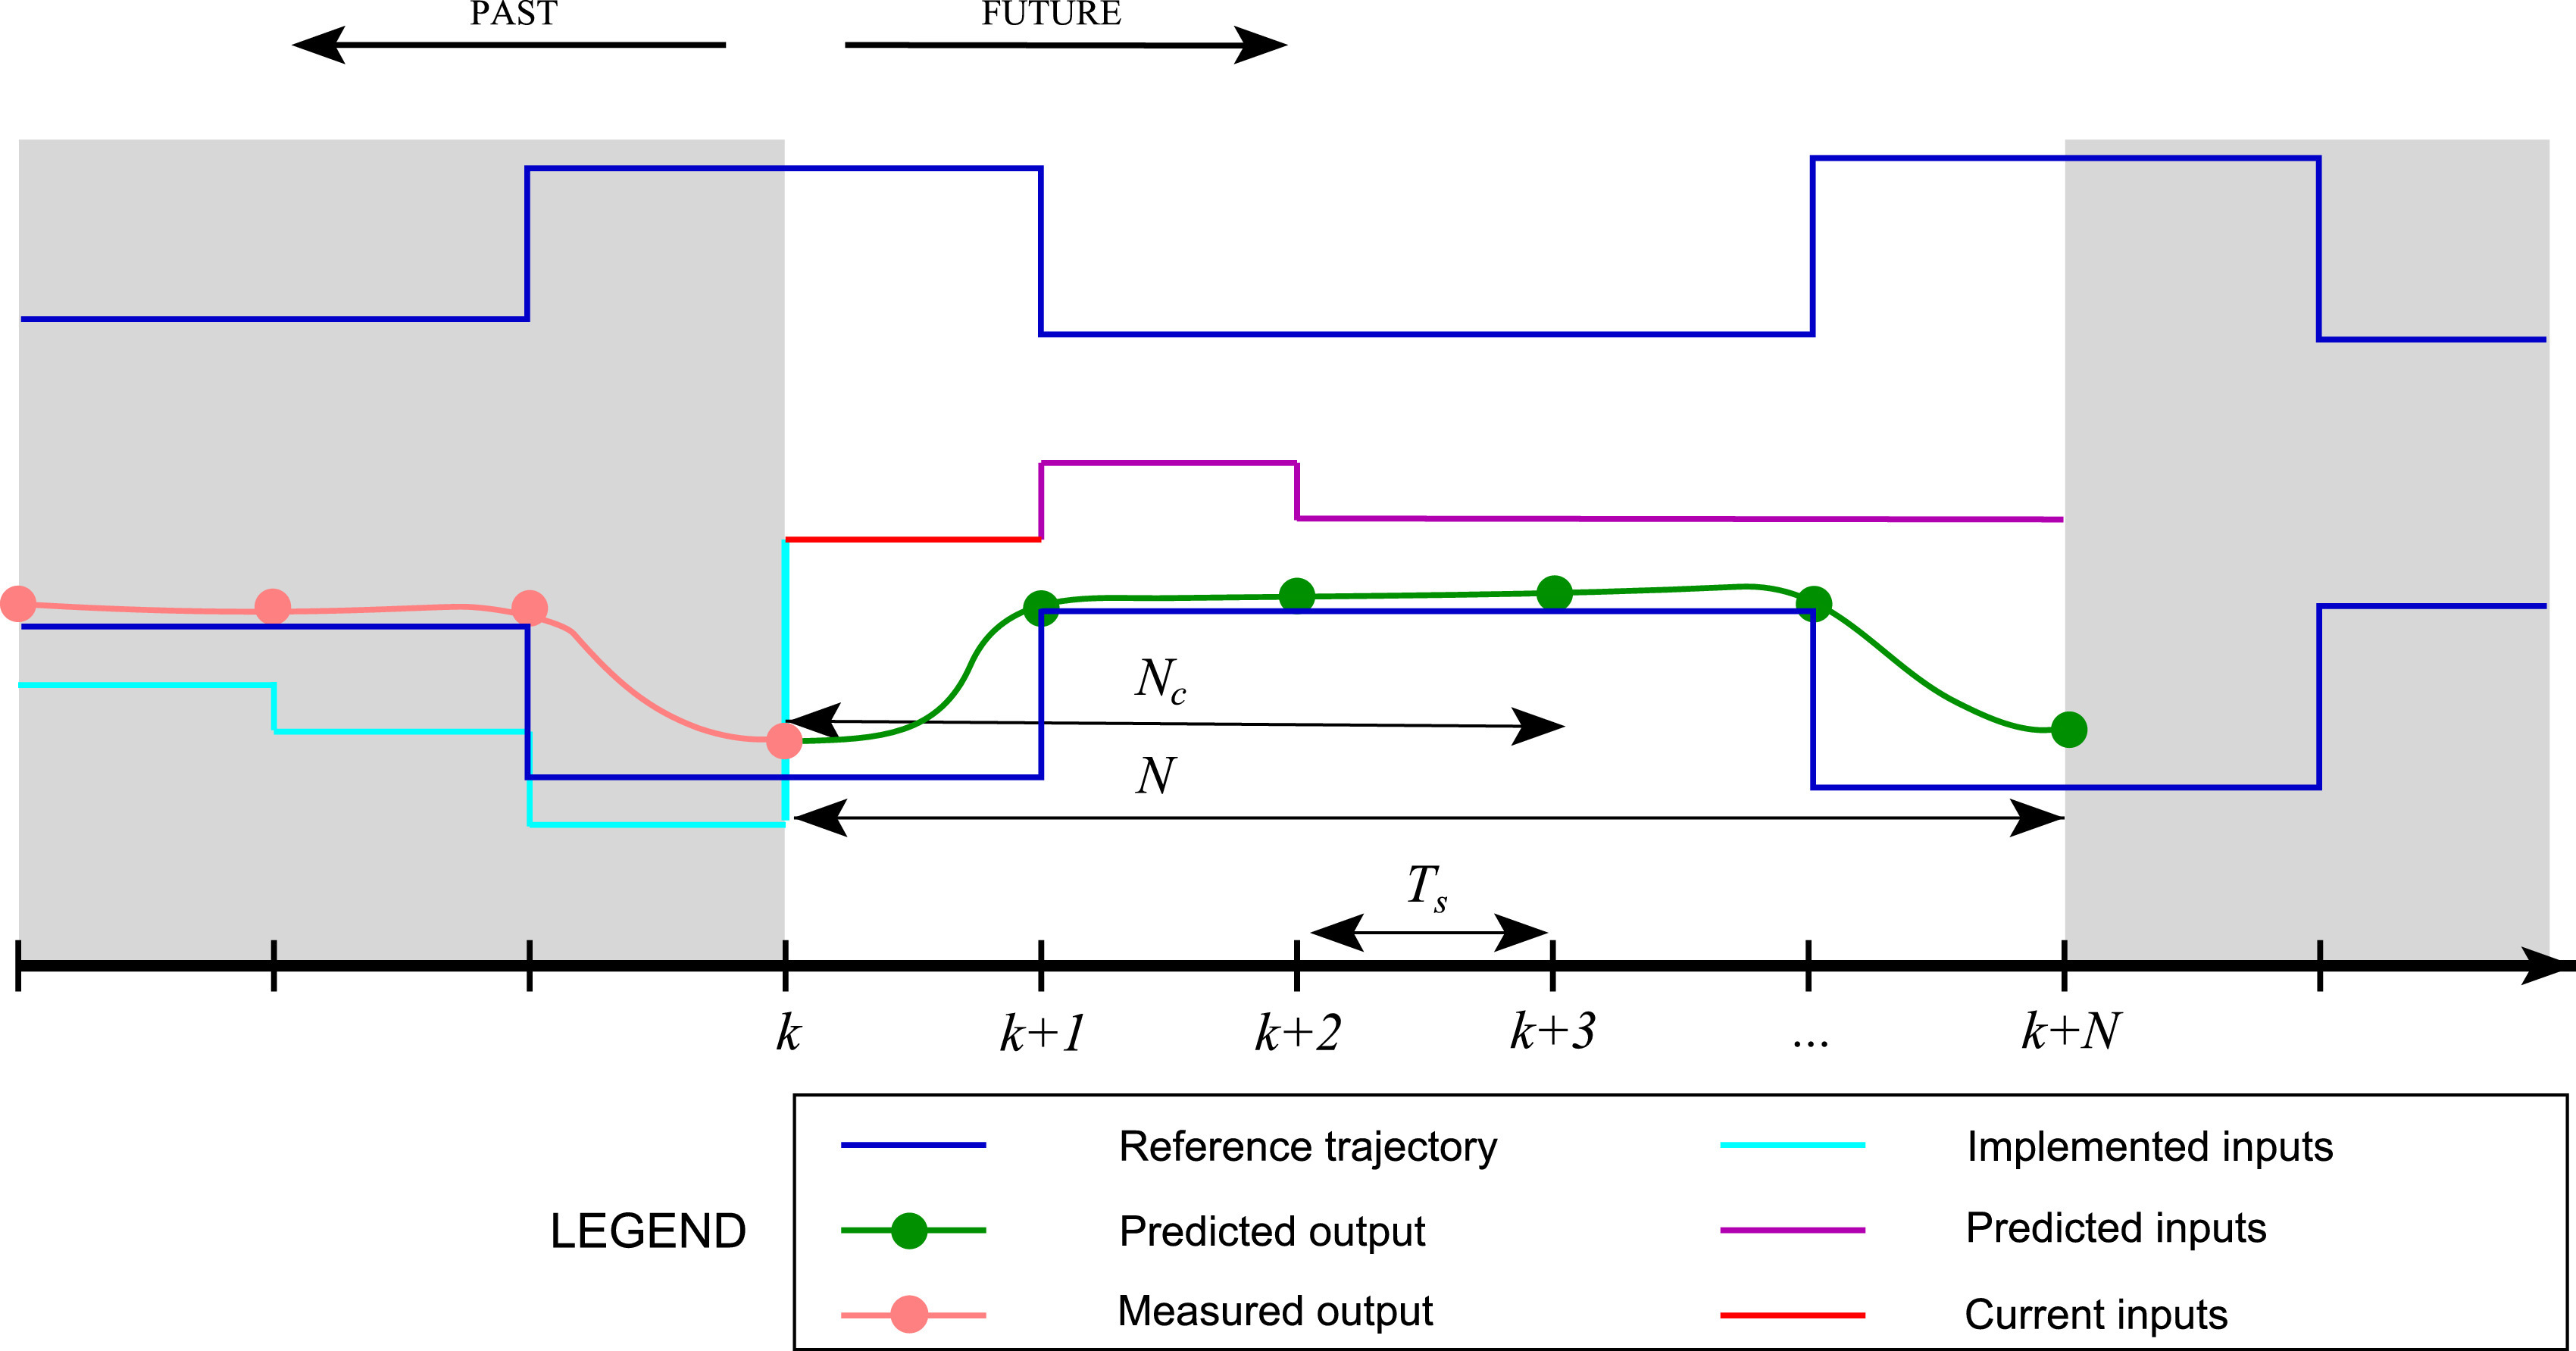 PAST FUTURE
N_c
N
T_s
k k+1 k+2 k+3 ... k+N
LEGEND
Reference trajectory Implemented inputs
Predicted output Predicted inputs
Measured output Current inputs